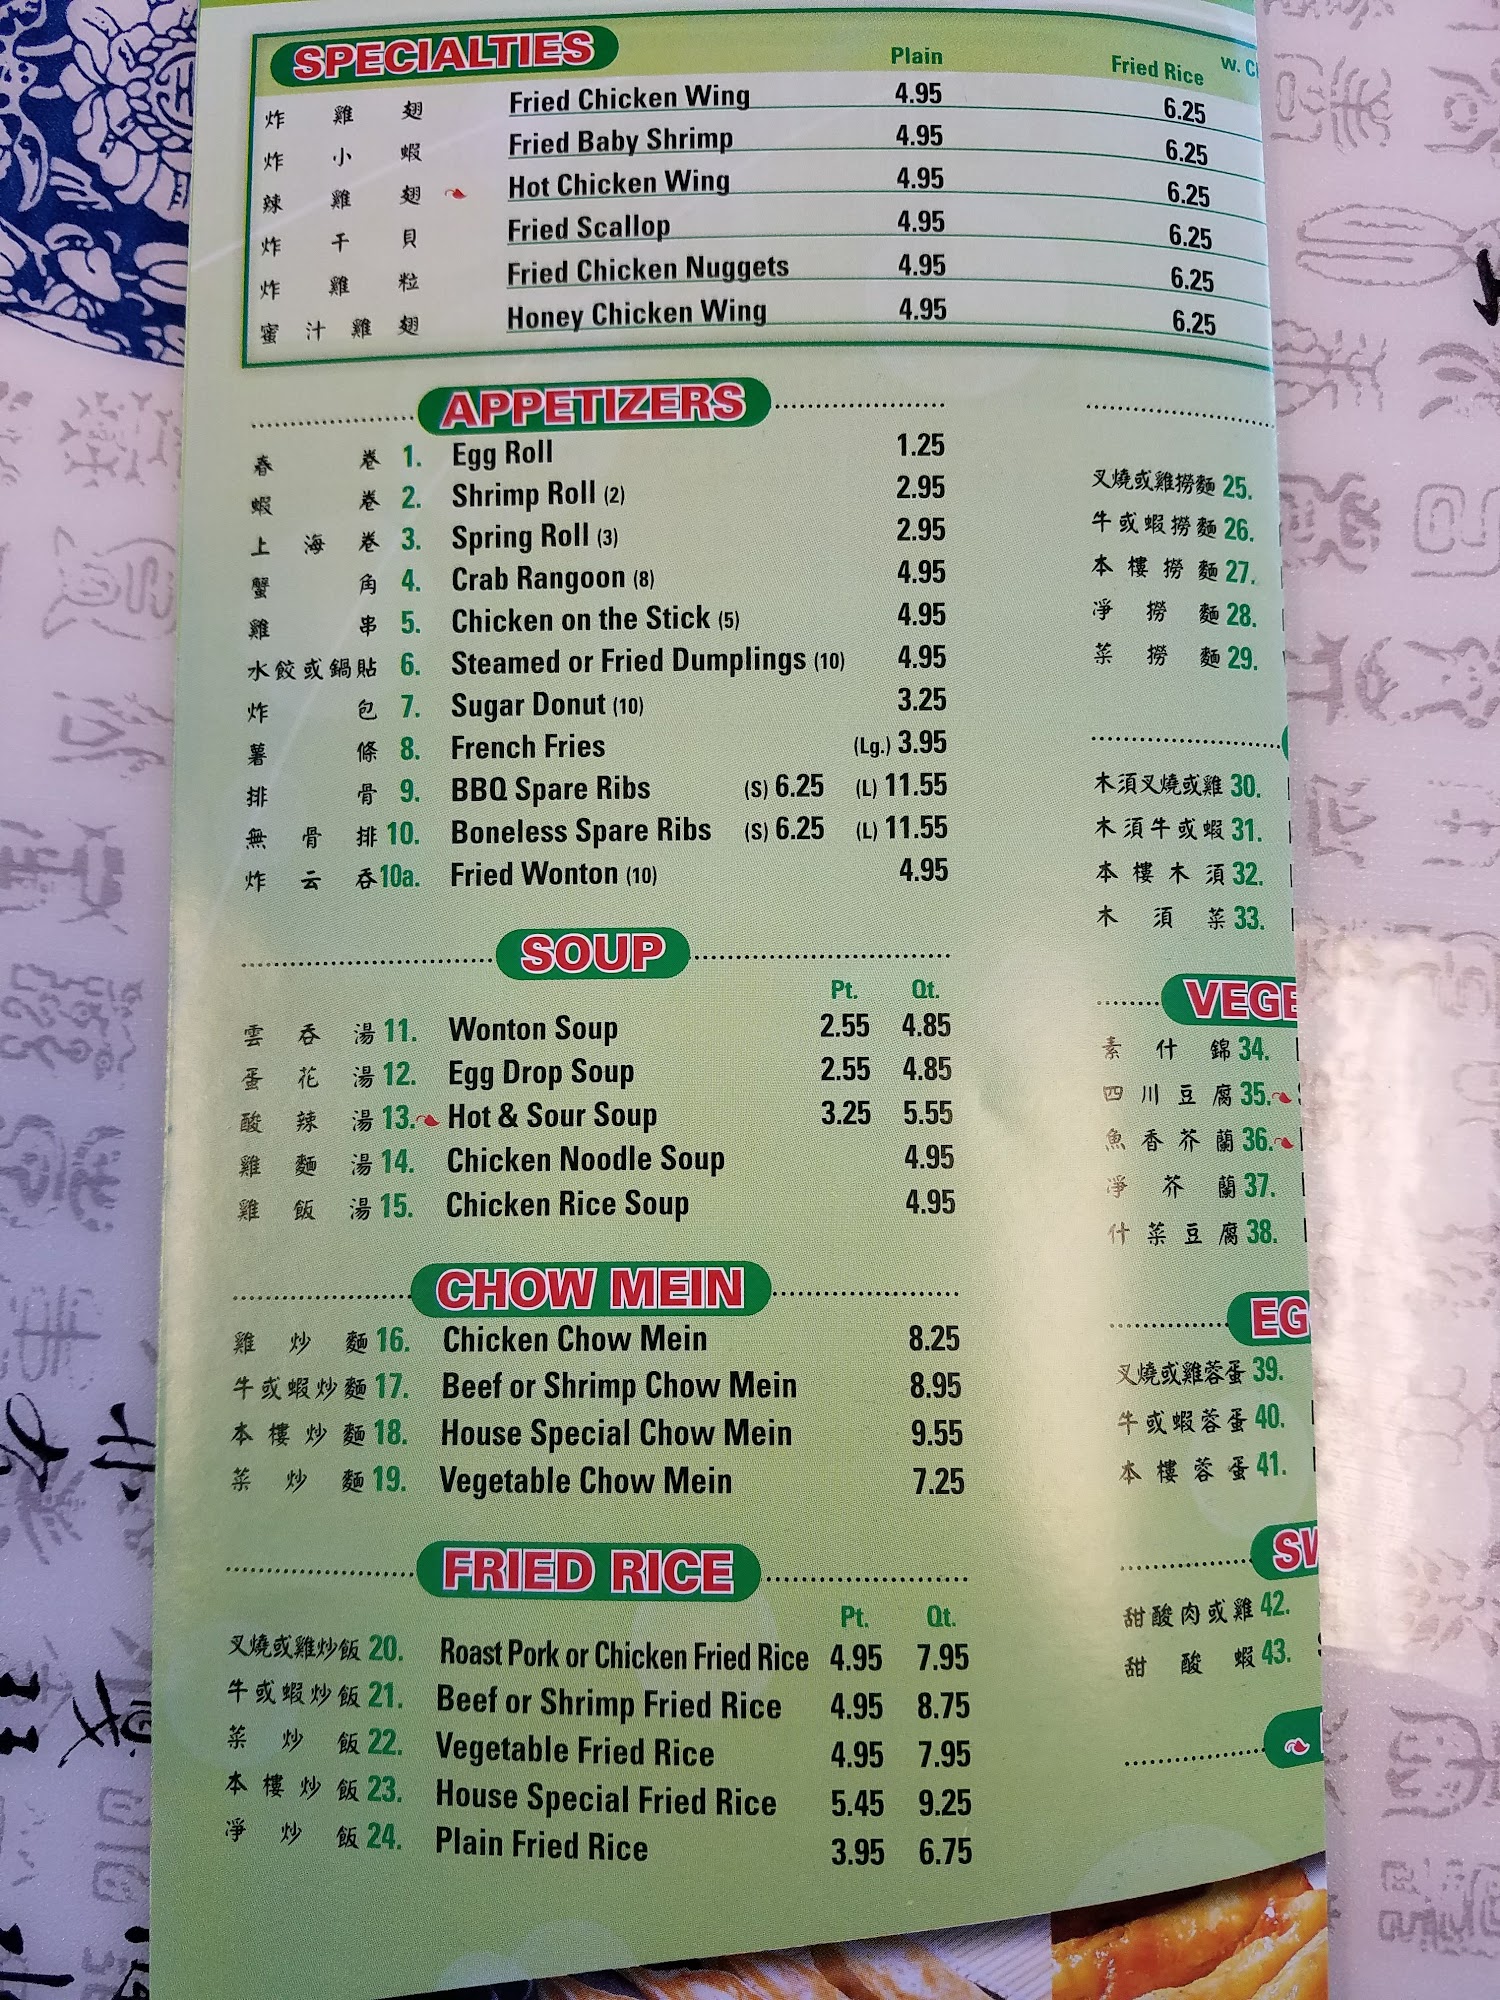 SPECIALTIES Plain Fried Rice w. C
炸雞翅 Fried Chicken Wing 4.95 6.25
炸小蝦 Fried Baby Shrimp 4.95 6.25
辣雞翅 Hot Chicken Wing 4.95 6.25
炸干貝 Fried Scallop 4.95 6.25
炸雞粒 Fried Chicken Nuggets 4.95 6.25
蜜汁雞翅 Honey Chicken Wing 4.95 6.25
APPETIZERS
春卷 1. Egg Roll 1.25
蝦卷 2. Shrimp Roll (2) 2.95
上海卷 3. Spring Roll (3) 2.95
蟹角 4. Crab Rangoon (8) 4.95
雞串 5. Chicken on the Stick (5) 4.95
水餃或鍋貼 6. Steamed or Fried Dumplings (10) 4.95
炸包 7. Sugar Donut (10) 3.25
薯條 8. French Fries (Lg.) 3.95
排骨 9. BBQ Spare Ribs (S) 6.25 (L) 11.55
無骨排 10. Boneless Spare Ribs (S) 6.25 (L) 11.55
炸云吞 10a. Fried Wonton (10) 4.95
SOUP
Pt. Qt.
雲吞湯 11. Wonton Soup 2.55 4.85
蛋花湯 12. Egg Drop Soup 2.55 4.85
酸辣湯 13. Hot & Sour Soup 3.25 5.55
雞麵湯 14. Chicken Noodle Soup 4.95
雞飯湯 15. Chicken Rice Soup 4.95
CHOW MEIN
雞炒麵 16. Chicken Chow Mein 8.25
牛或蝦炒麵 17. Beef or Shrimp Chow Mein 8.95
本樓炒麵 18. House Special Chow Mein 9.55
菜炒麵 19. Vegetable Chow Mein 7.25
FRIED RICE
Pt. Qt.
叉燒或雞炒飯 20. Roast Pork or Chicken Fried Rice 4.95 7.95
牛或蝦炒飯 21. Beef or Shrimp Fried Rice 4.95 8.75
菜炒飯 22. Vegetable Fried Rice 4.95 7.95
本樓炒飯 23. House Special Fried Rice 5.45 9.25
淨炒飯 24. Plain Fried Rice 3.95 6.75
叉燒或雞撈麵 25.
牛或蝦撈麵 26.
本樓撈麵 27.
淨撈麵 28.
菜撈麵 29.
木須叉燒或雞 30.
木須牛或蝦 31.
本樓木須 32.
木須菜 33.
VEGE
素什錦 34.
四川豆腐 35.
魚香芥蘭 36.
淨芥蘭 37.
什菜豆腐 38.
EG
叉燒或雞蓉蛋 39.
牛或蝦蓉蛋 40.
本樓蓉蛋 41.
SW
甜酸肉或雞 42.
甜酸蝦 43.